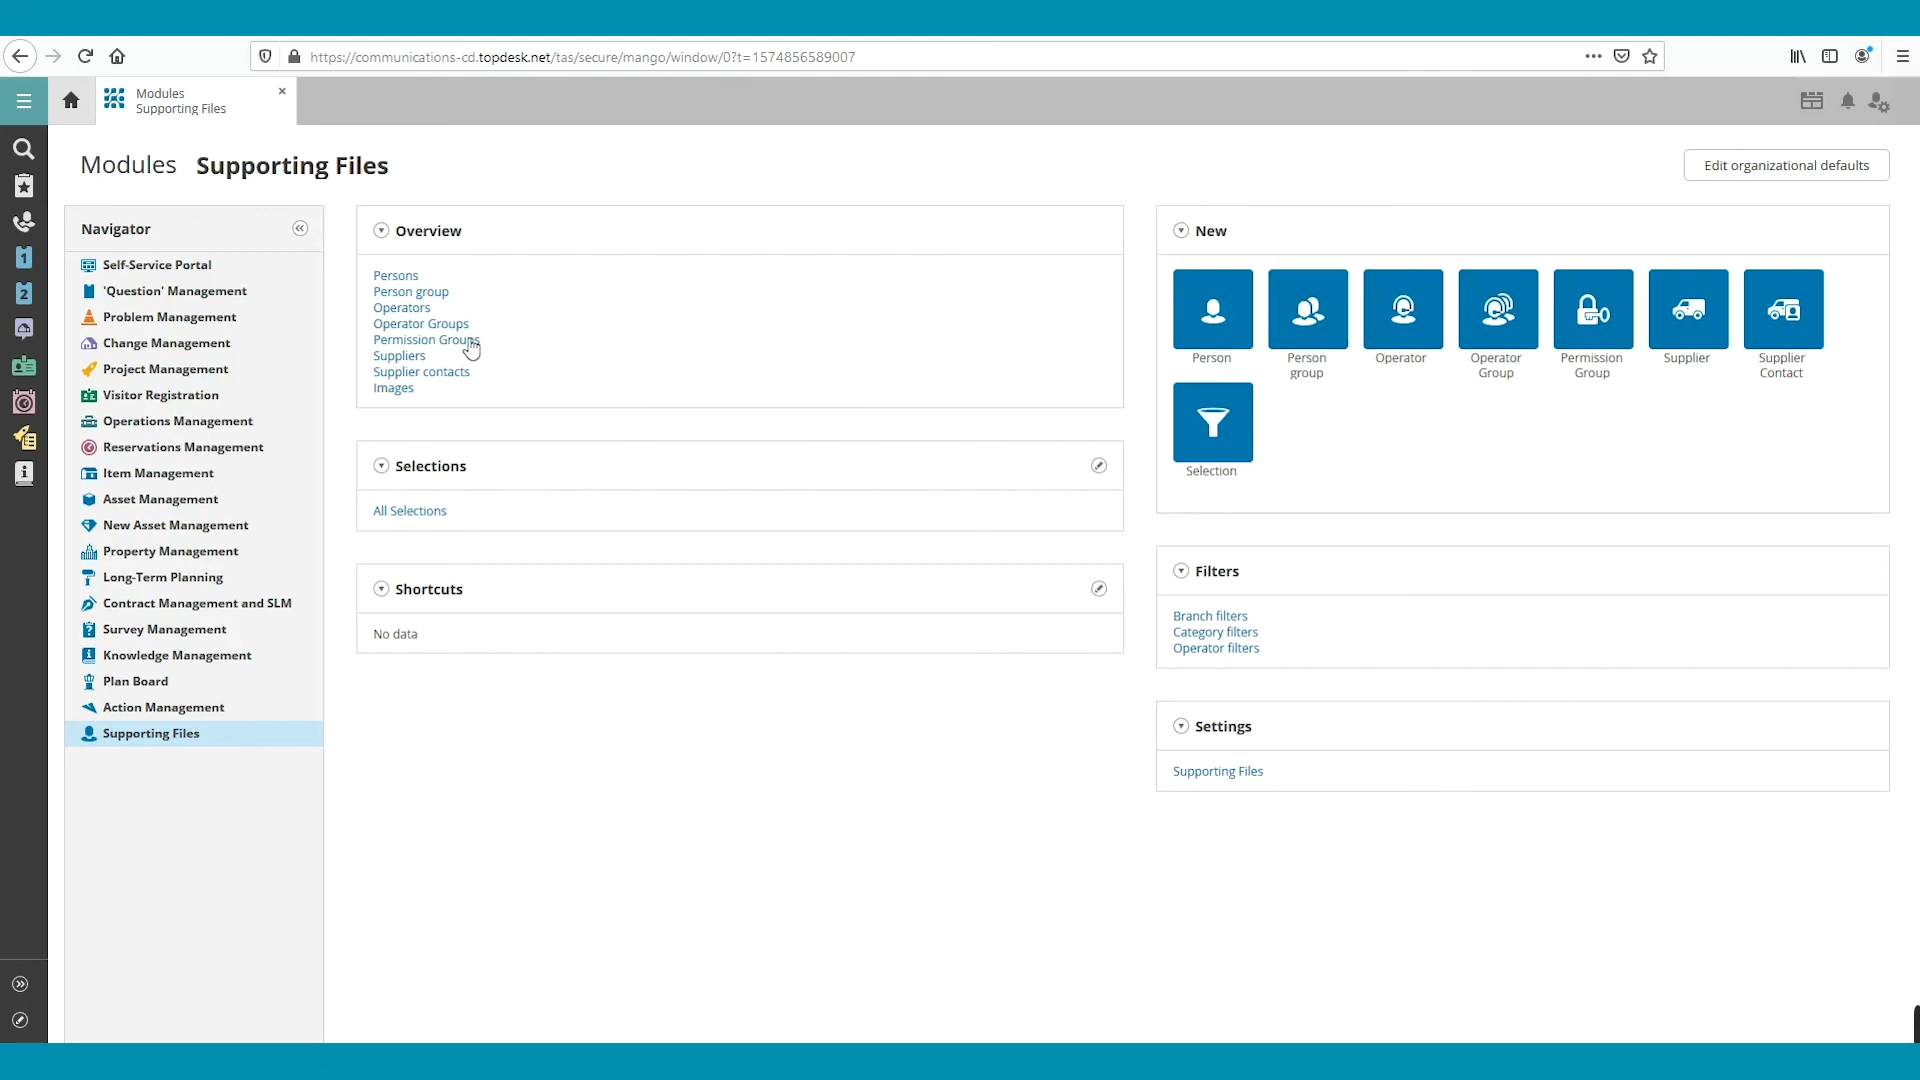 https://communications-cd.topdesk.net/tas/secure/mango/window/0?t=1574856589007
Modules
Supporting Files
Modules Supporting Files
Edit organizational defaults
Navigator
Self-Service Portal
'Question' Management
Problem Management
Change Management
Project Management
Visitor Registration
Operations Management
Reservations Management
Item Management
Asset Management
New Asset Management
Property Management
Long-Term Planning
Contract Management and SLM
Survey Management
Knowledge Management
Plan Board
Action Management
Supporting Files
1
2
Overview
Persons
Person group
Operators
Operator Groups
Permission Groups
Suppliers
Supplier contacts
Images
Selections
All Selections
Shortcuts
No data
New
Person
Person group
Operator
Operator Group
Permission Group
Supplier
Supplier Contact
Selection
Filters
Branch filters
Category filters
Operator filters
Settings
Supporting Files